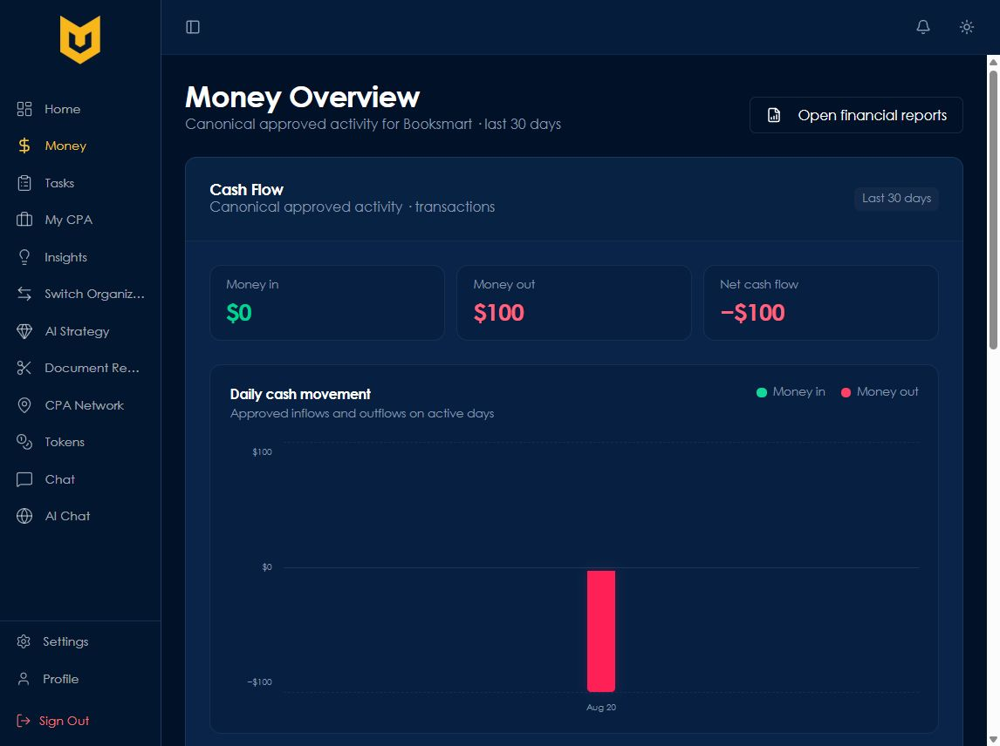 Home
Money
Tasks
My CPA
Insights
Switch Organiz...
AI Strategy
Document Re...
CPA Network
Tokens
Chat
AI Chat
Settings
Profile
Sign Out
Money Overview
Canonical approved activity for Booksmart · last 30 days
Open financial reports
Cash Flow
Canonical approved activity · transactions
Last 30 days
Money in
$0
Money out
$100
Net cash flow
−$100
Daily cash movement
Approved inflows and outflows on active days
Money in
Money out
$100
$0
−$100
Aug 20